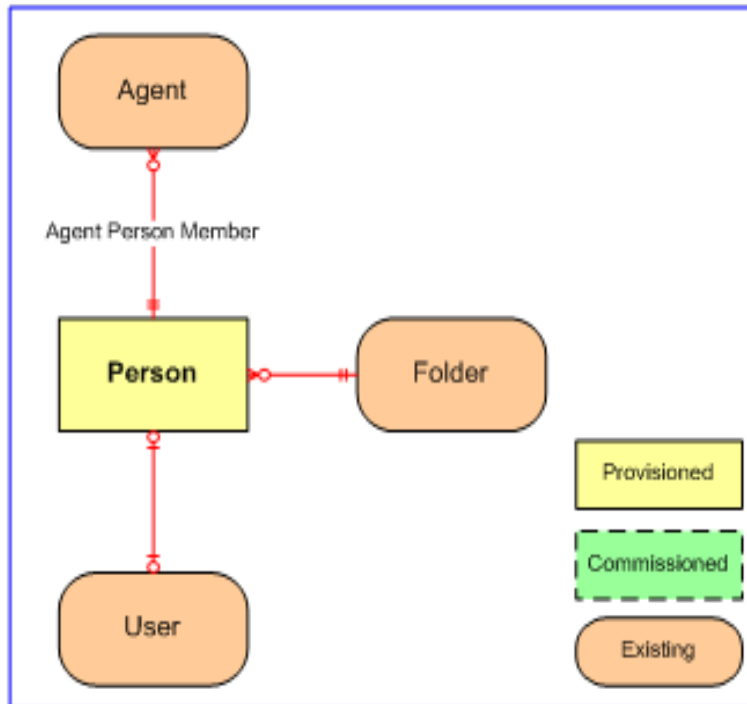 Agent
Agent Person Member
Person
Folder
Provisioned
Commissioned
User
Existing